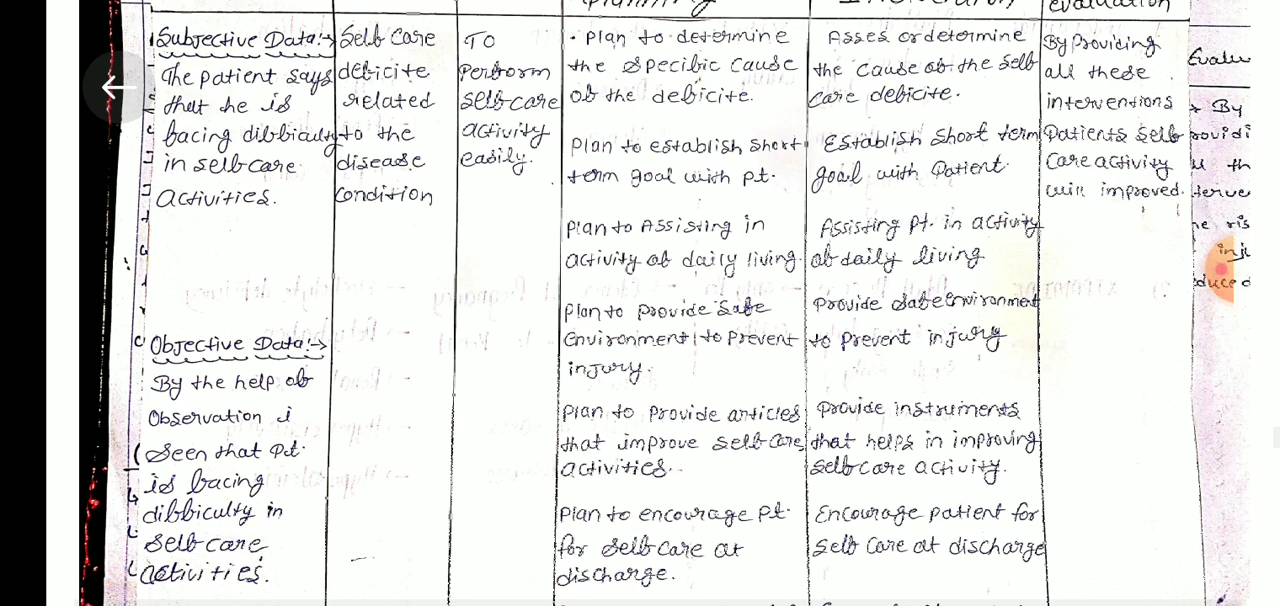 Planning
evaluation
Subjective Data:→
The patient says
that he is
facing difficulty
in selfcare
Activities.
Objective Data:→
By the help of
Observation i
Seen that Pt.
is facing
difficulty in
Selfcare
activities.
Self care
deficite
related
to the
disease
condition
TO
Perform
selfcare
activity
easily.
• Plan to determine
the specific cause
of the deficite.
Plan to establish short
term goal with pt.
Plan to Assisting in
activity of daily living.
Plan to provide safe
environment to prevent
injury.
Plan to provide articles
that improve self care
activities.
Plan to encourage pt.
for self care at
discharge.
Asses or determine
the cause of the self
care deficite.
Establish short term
goal with Patient.
Assisting pt. in activity
of daily living
Provide safe environment
to prevent injury
Provide instruments
that helps in improving
self care activity.
Encourage patient for
self care at discharge
By Providing
all these
interventions
Patients self
care activity
will improved.
Evalu
By